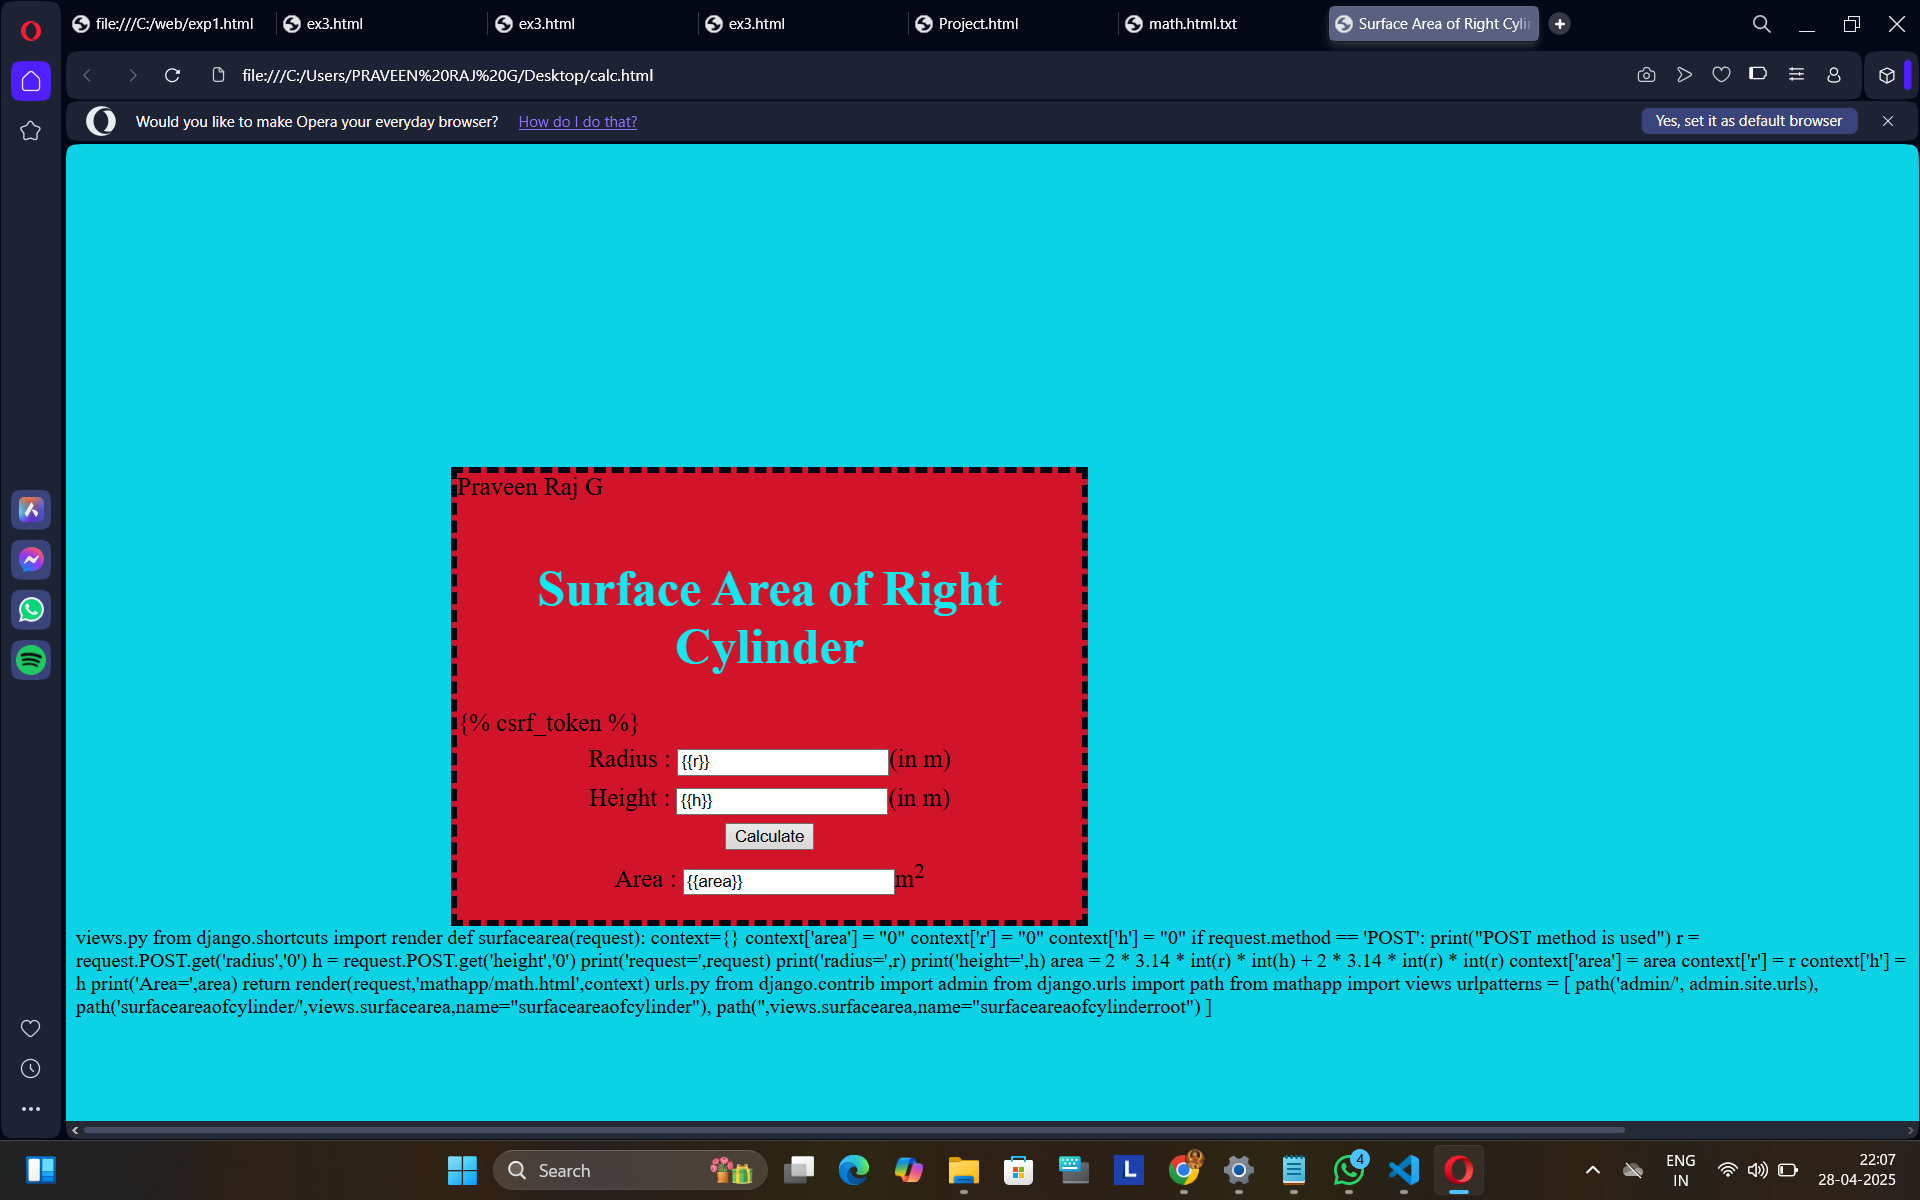 file:///C:/web/exp1.html
ex3.html
ex3.html
ex3.html
Project.html
math.html.txt
Surface Area of Right Cylin
file:///C:/Users/PRAVEEN%20RAJ%20G/Desktop/calc.html
Would you like to make Opera your everyday browser? How do I do that?
Yes, set it as default browser
Praveen Raj G
Surface Area of Right
Cylinder
{% csrf_token %}
Radius : {{r}} (in m)
Height : {{h}} (in m)
Calculate
Area : {{area}} m2
views.py from django.shortcuts import render def surfacearea(request): context={} context['area'] = "0" context['r'] = "0" context['h'] = "0" if request.method == 'POST': print("POST method is used") r =
request.POST.get('radius','0') h = request.POST.get('height','0') print('request=',request) print('radius=',r) print('height=',h) area = 2 * 3.14 * int(r) * int(h) + 2 * 3.14 * int(r) * int(r) context['area'] = area context['r'] = r context['h'] =
h print('Area=',area) return render(request,'mathapp/math.html',context) urls.py from django.contrib import admin from django.urls import path from mathapp import views urlpatterns = [ path('admin/', admin.site.urls),
path('surfaceareaofcylinder/',views.surfacearea,name="surfaceareaofcylinder"), path('',views.surfacearea,name="surfaceareaofcylinderroot") ]
Search
L
4
ENG
IN
22:07
28-04-2025